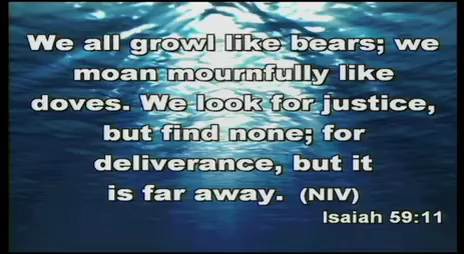 We all growl like bears; we
moan mournfully like
doves. We look for justice,
but find none; for
deliverance, but it
is far away. (NIV)
Isaiah 59:11